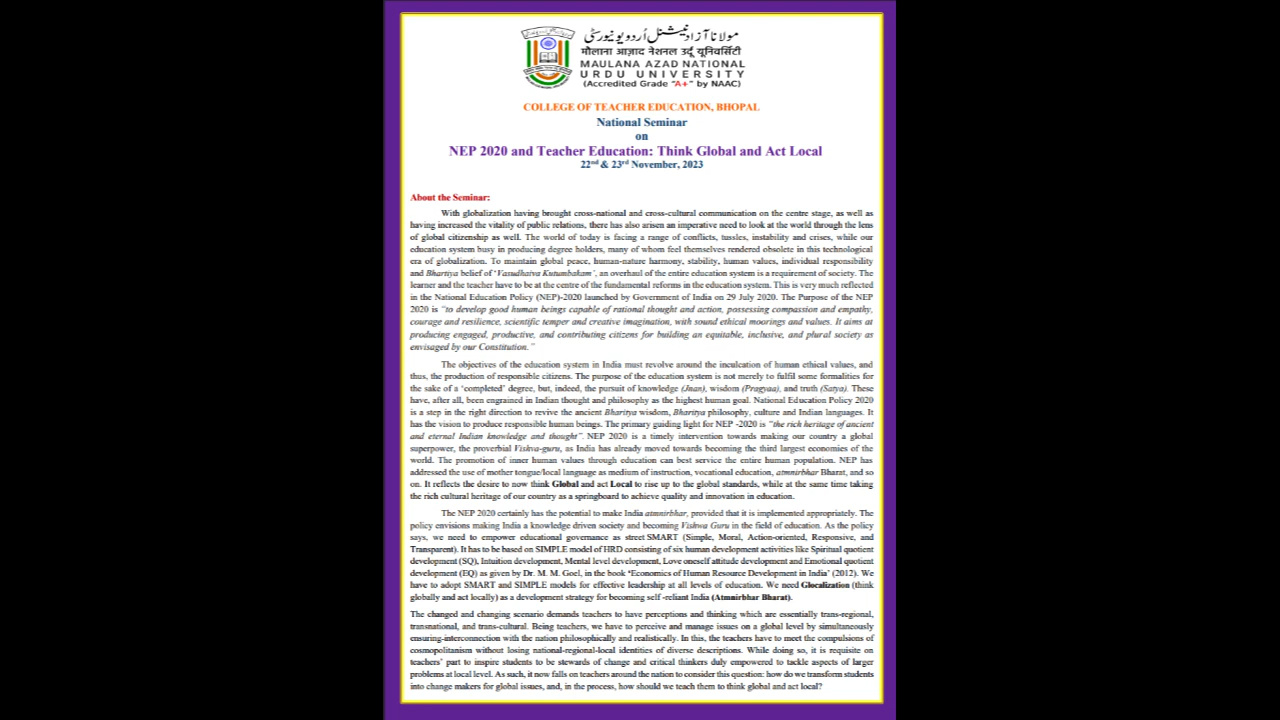 مولانا آزاد نیشنل اُردو یونیورسٹی
मौलाना आज़ाद नेशनल उर्दू यूनिवर्सिटी
MAULANA AZAD NATIONAL
URDU UNIVERSITY
(Accredited Grade "A+" by NAAC)
COLLEGE OF TEACHER EDUCATION, BHOPAL
National Seminar
on
NEP 2020 and Teacher Education: Think Global and Act Local
22nd & 23rd November, 2023
About the Seminar:
With globalization having brought cross-national and cross-cultural communication on the centre stage, as well as
having increased the vitality of public relations, there has also arisen an imperative need to look at the world through the lens
of global citizenship as well. The world of today is facing a range of conflicts, tussles, instability and crises, while our
education system busy in producing degree holders, many of whom feel themselves rendered obsolete in this technological
era of globalization. To maintain global peace, human-nature harmony, stability, human values, individual responsibility
and Bhartiya belief of 'Vasudhaiva Kutumbakam', an overhaul of the entire education system is a requirement of society. The
learner and the teacher have to be at the centre of the fundamental reforms in the education system. This is very much reflected
in the National Education Policy (NEP)-2020 launched by Government of India on 29 July 2020. The Purpose of the NEP
2020 is "to develop good human beings capable of rational thought and action, possessing compassion and empathy,
courage and resilience, scientific temper and creative imagination, with sound ethical moorings and values. It aims at
producing engaged, productive, and contributing citizens for building an equitable, inclusive, and plural society as
envisaged by our Constitution."
The objectives of the education system in India must revolve around the inculcation of human ethical values, and
thus, the production of responsible citizens. The purpose of the education system is not merely to fulfil some formalities for
the sake of a 'completed' degree, but, indeed, the pursuit of knowledge (Jnan), wisdom (Pragyaa), and truth (Satya). These
have, after all, been engrained in Indian thought and philosophy as the highest human goal. National Education Policy 2020
is a step in the right direction to revive the ancient Bharitya wisdom, Bharitya philosophy, culture and Indian languages. It
has the vision to produce responsible human beings. The primary guiding light for NEP -2020 is "the rich heritage of ancient
and eternal Indian knowledge and thought". NEP 2020 is a timely intervention towards making our country a global
superpower, the proverbial Vishva-guru, as India has already moved towards becoming the third largest economies of the
world. The promotion of inner human values through education can best service the entire human population. NEP has
addressed the use of mother tongue/local language as medium of instruction, vocational education, atmnirbhar Bharat, and so
on. It reflects the desire to now think Global and act Local to rise up to the global standards, while at the same time taking
the rich cultural heritage of our country as a springboard to achieve quality and innovation in education.
The NEP 2020 certainly has the potential to make India atmnirbhar, provided that it is implemented appropriately. The
policy envisions making India a knowledge driven society and becoming Vishwa Guru in the field of education. As the policy
says, we need to empower educational governance as street SMART (Simple, Moral, Action-oriented, Responsive, and
Transparent). It has to be based on SIMPLE model of HRD consisting of six human development activities like Spiritual quotient
development (SQ), Intuition development, Mental level development, Love oneself attitude development and Emotional quotient
development (EQ) as given by Dr. M. M. Goel, in the book 'Economics of Human Resource Development in India' (2012). We
have to adopt SMART and SIMPLE models for effective leadership at all levels of education. We need Glocalization (think
globally and act locally) as a development strategy for becoming self -reliant India (Atmnirbhar Bharat).
The changed and changing scenario demands teachers to have perceptions and thinking which are essentially trans-regional,
transnational, and trans-cultural. Being teachers, we have to perceive and manage issues on a global level by simultaneously
ensuring-interconnection with the nation philosophically and realistically. In this, the teachers have to meet the compulsions of
cosmopolitanism without losing national-regional-local identities of diverse descriptions. While doing so, it is requisite on
teachers' part to inspire students to be stewards of change and critical thinkers duly empowered to tackle aspects of larger
problems at local level. As such, it now falls on teachers around the nation to consider this question: how do we transform students
into change makers for global issues, and, in the process, how should we teach them to think global and act local?